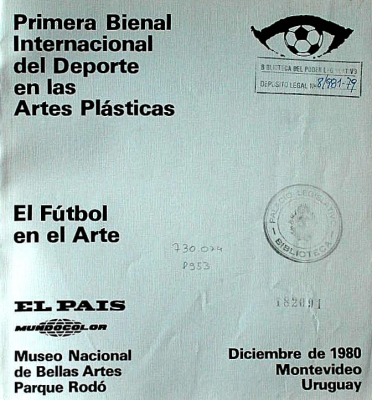 Primera Bienal
Internacional
del Deporte
en las
Artes Plásticas
BIBLIOTECA DEL PODER LEGISLATIVO
DEPOSITO LEGAL Nº 8/981-79
El Fútbol
en el Arte
PALACIO LEGISLATIVO
BIBLIOTECA
730.074
P953
182091
EL PAIS
MUNDOCOLOR
Museo Nacional
de Bellas Artes
Parque Rodó
Diciembre de 1980
Montevideo
Uruguay